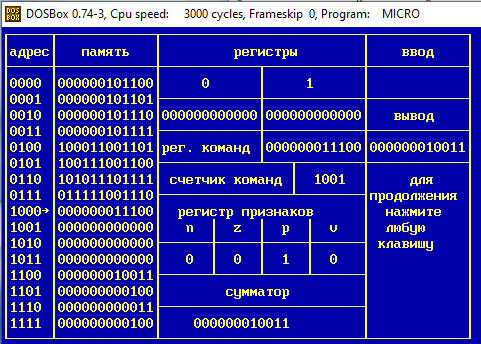 DOSBox 0.74-3, Cpu speed: 3000 cycles, Frameskip 0, Program: MICRO
адрес память регистры ввод
0000 000000101100 0 1
0001 000000101101
0010 000000101110 000000000000 000000000000 вывод
0011 000000101111
0100 100011001101 рег. команд 000000011100 000000010011
0101 100111001100
0110 101011101111 счетчик команд 1001 для
0111 011111001110 продолжения
1000→ 000000011100 регистр признаков нажмите
1001 000000000000 n z p v любую
1010 000000000000 клавишу
1011 000000000000 0 0 1 0
1100 000000010011
1101 000000000100 сумматор
1110 000000000011
1111 000000000100 000000010011